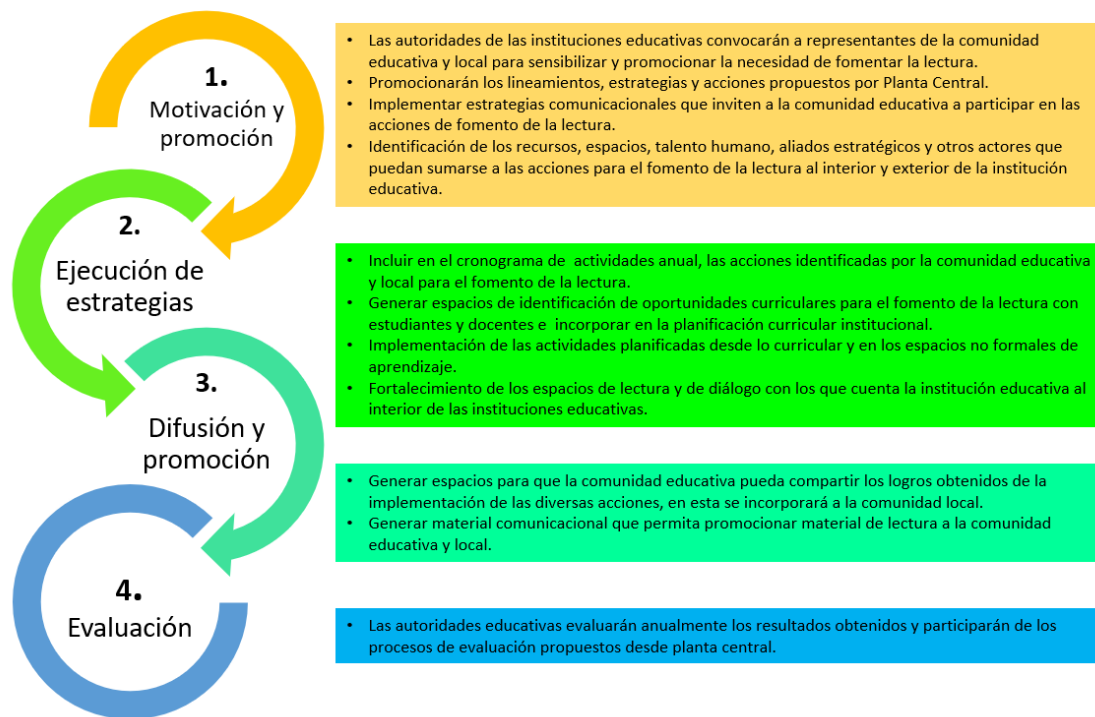 1.
Motivación y
promoción
• Las autoridades de las instituciones educativas convocarán a representantes de la comunidad
educativa y local para sensibilizar y promocionar la necesidad de fomentar la lectura.
• Promocionarán los lineamientos, estrategias y acciones propuestos por Planta Central.
• Implementar estrategias comunicacionales que inviten a la comunidad educativa a participar en las
acciones de fomento de la lectura.
• Identificación de los recursos, espacios, talento humano, aliados estratégicos y otros actores que
puedan sumarse a las acciones para el fomento de la lectura al interior y exterior de la institución
educativa.
2.
Ejecución de
estrategias
• Incluir en el cronograma de actividades anual, las acciones identificadas por la comunidad educativa
y local para el fomento de la lectura.
• Generar espacios de identificación de oportunidades curriculares para el fomento de la lectura con
estudiantes y docentes e incorporar en la planificación curricular institucional.
• Implementación de las actividades planificadas desde lo curricular y en los espacios no formales de
aprendizaje.
• Fortalecimiento de los espacios de lectura y de diálogo con los que cuenta la institución educativa al
interior de las instituciones educativas.
3.
Difusión y
promoción
• Generar espacios para que la comunidad educativa pueda compartir los logros obtenidos de la
implementación de las diversas acciones, en esta se incorporará a la comunidad local.
• Generar material comunicacional que permita promocionar material de lectura a la comunidad
educativa y local.
4.
Evaluación
• Las autoridades educativas evaluarán anualmente los resultados obtenidos y participarán de los
procesos de evaluación propuestos desde planta central.